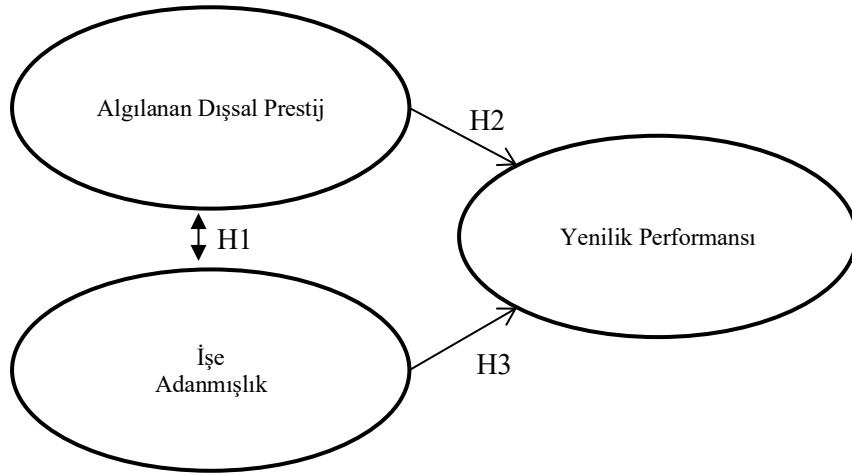 Algılanan Dışsal Prestij
H2
H1
Yenilik Performansı
İşe
Adanmışlık
H3